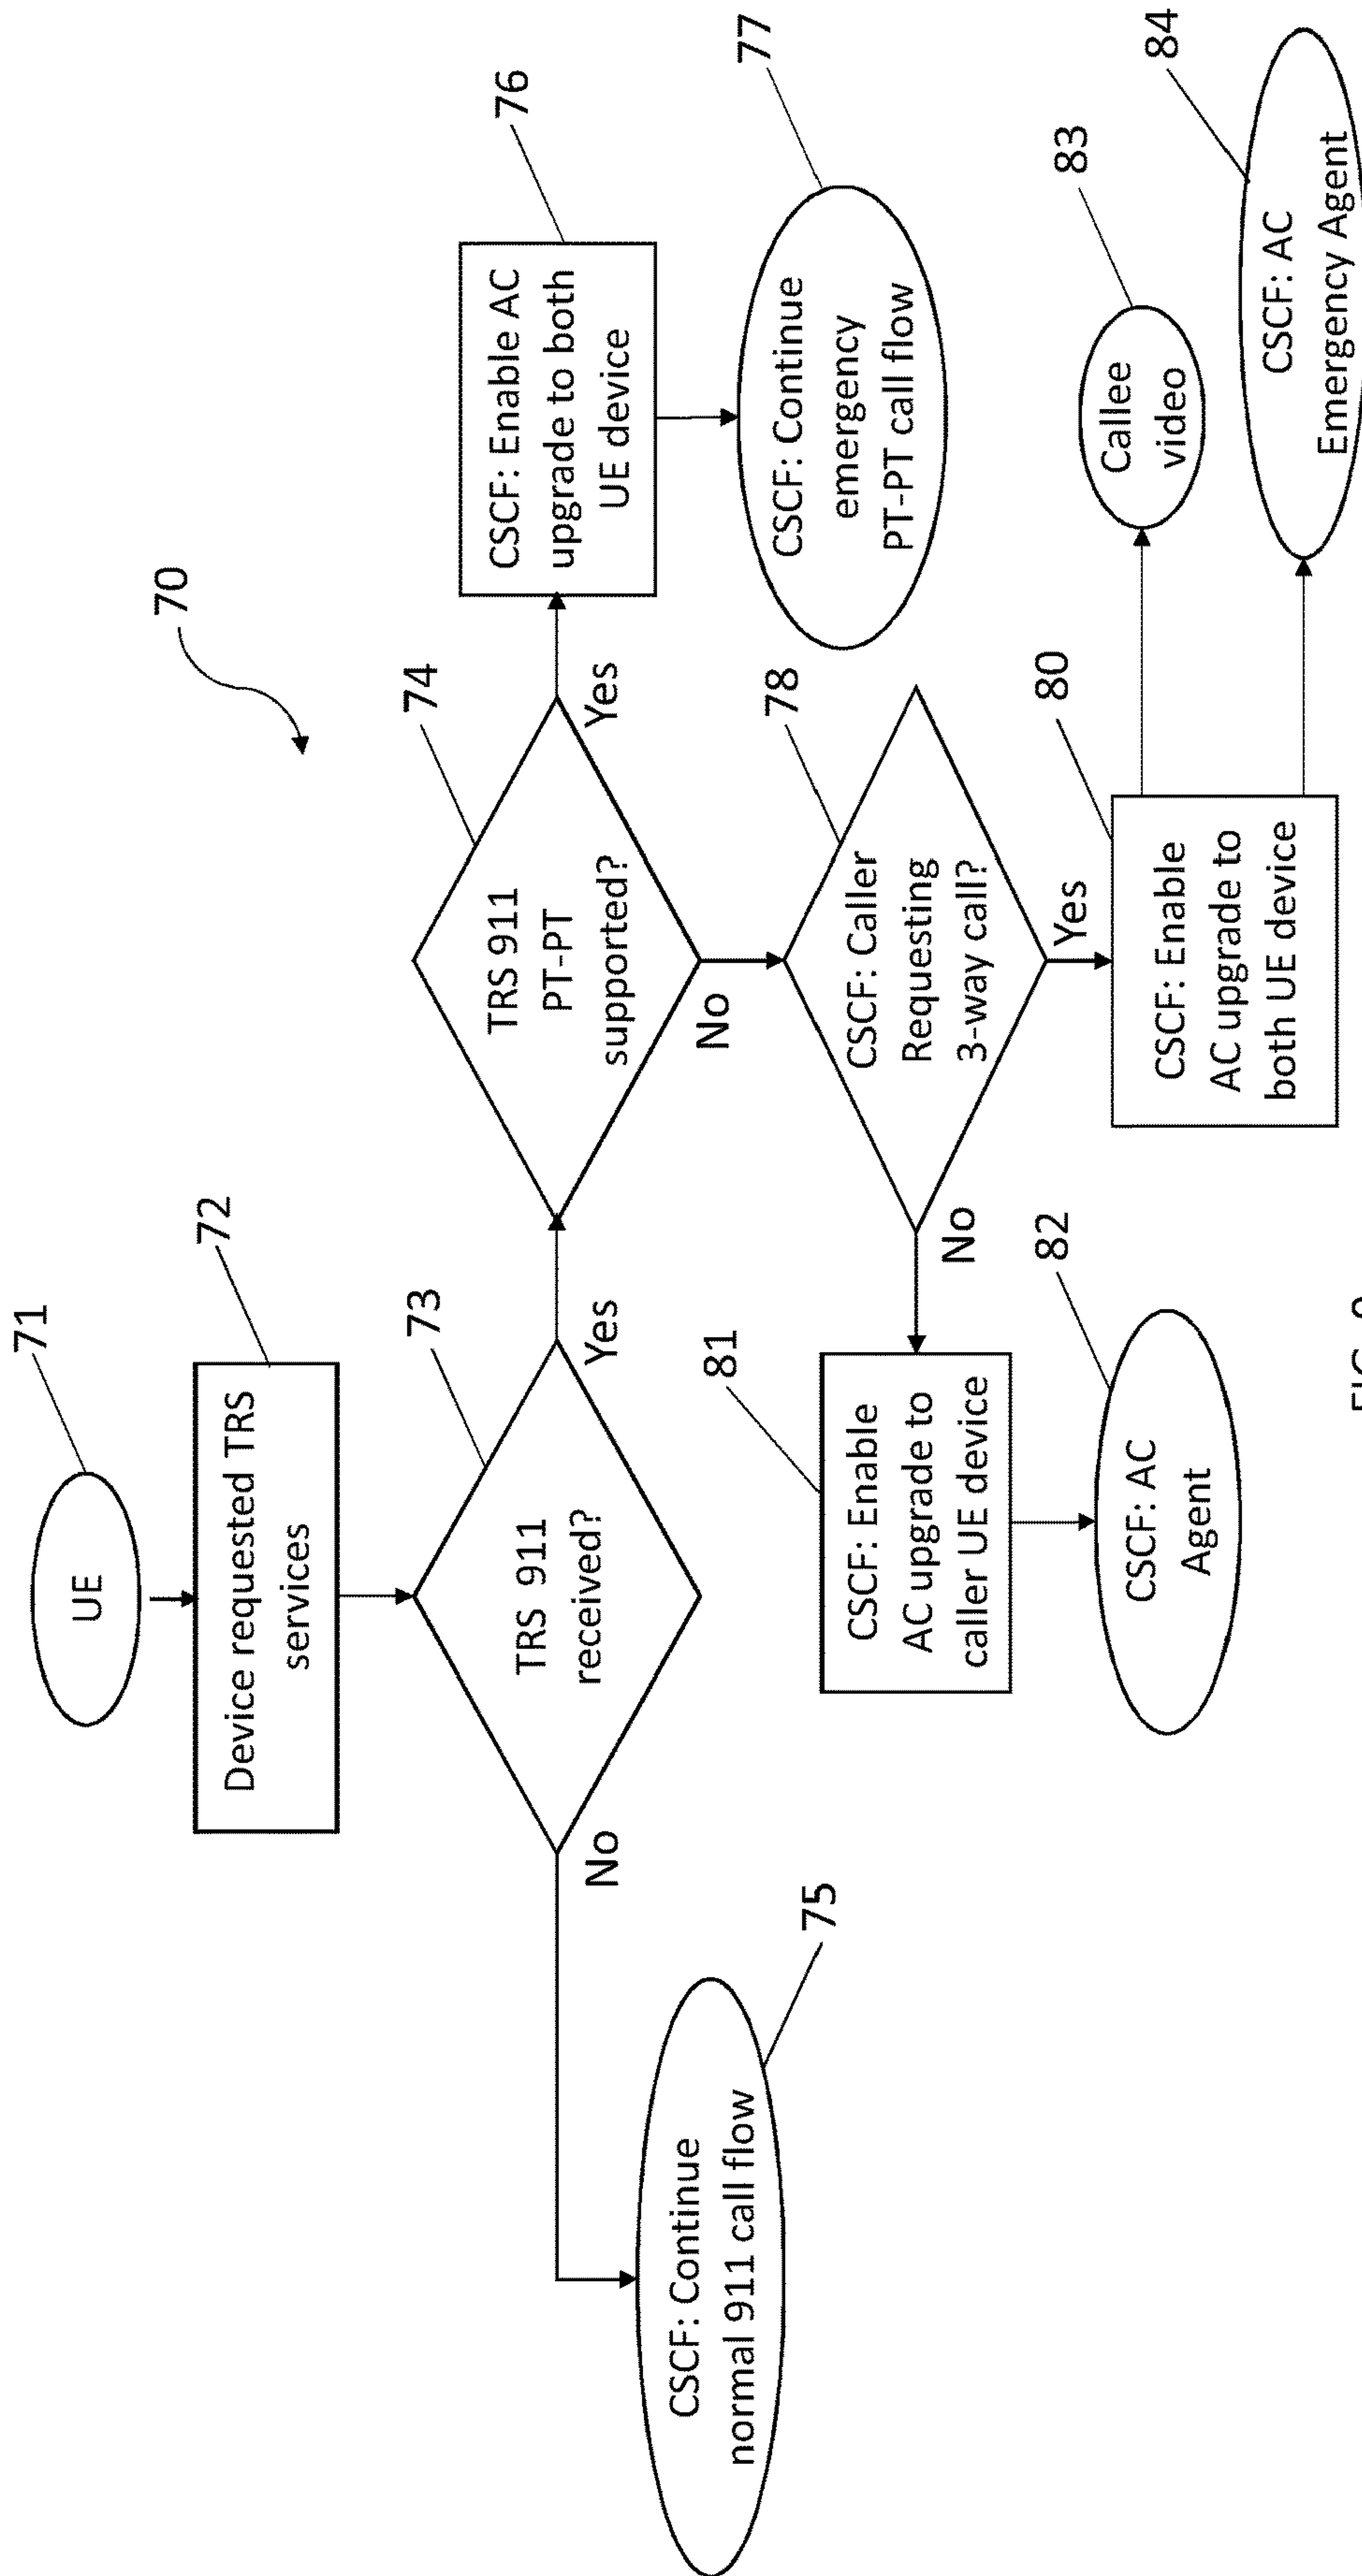 70
71
UE
72
Device requested TRS
services
73
TRS 911
received?
No
Yes
75
CSCF: Continue
normal 911 call flow
74
TRS 911
PT-PT
supported?
Yes
No
76
CSCF: Enable AC
upgrade to both
UE device
77
CSCF: Continue
emergency
PT-PT call flow
78
CSCF: Caller
Requesting
3-way call?
No
Yes
81
CSCF: Enable
AC upgrade to
caller UE device
82
CSCF: AC
Agent
80
CSCF: Enable
AC upgrade to
both UE device
83
Callee
video
84
CSCF: AC
Emergency Agent
FIG.